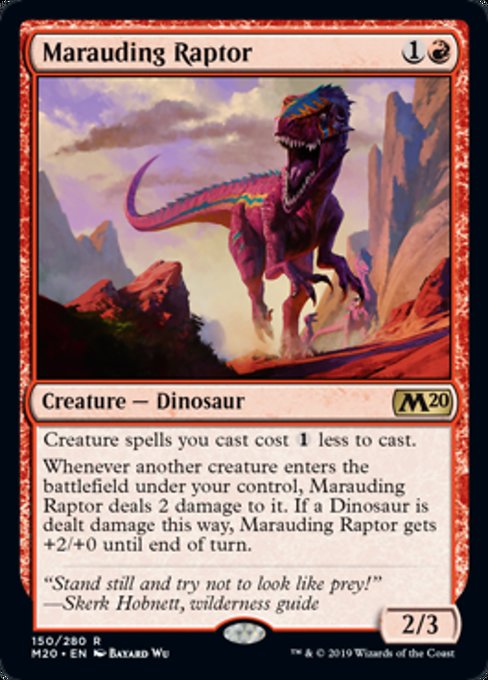 Marauding Raptor 1
Creature — Dinosaur M20
Creature spells you cast cost 1 less to cast.
Whenever another creature enters the
battlefield under your control, Marauding
Raptor deals 2 damage to it. If a Dinosaur is
dealt damage this way, Marauding Raptor gets
+2/+0 until end of turn.
“Stand still and try not to look like prey!”
—Skerk Hobnett, wilderness guide
2/3
150/280 R
M20 • EN Bayard Wu
™ & © 2019 Wizards of the Coast